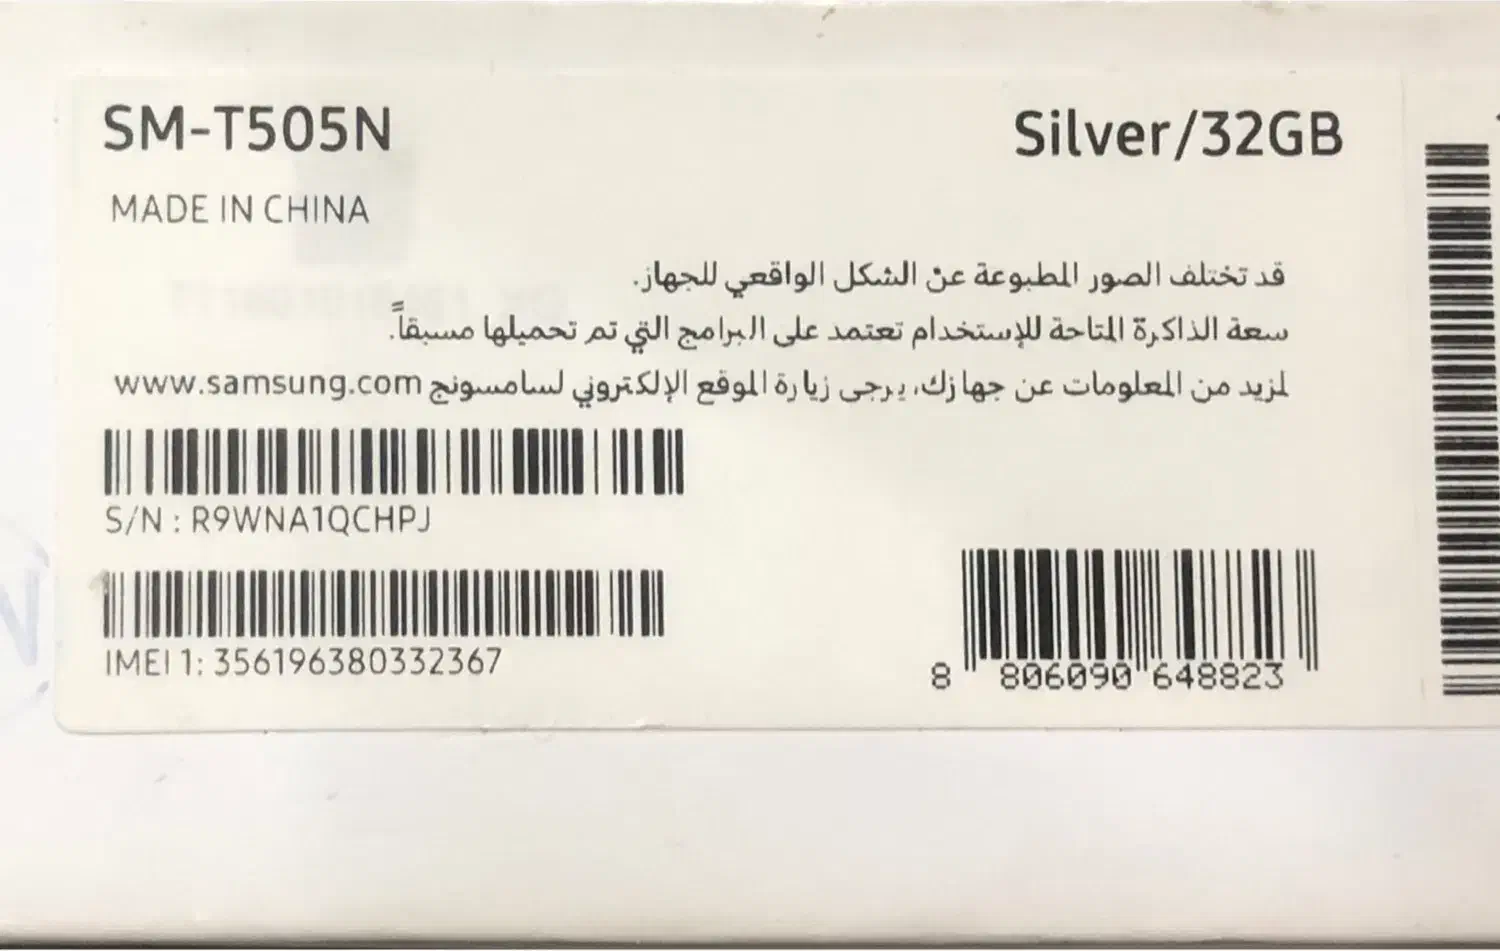 SM-T505N
Silver/32GB
MADE IN CHINA
قد تختلف الصور المطبوعة عن الشكل الواقعي للجهاز.
سعة الذاكرة المتاحة للإستخدام تعتمد على البرامج التي تم تحميلها مسبقاً.
لمزيد من المعلومات عن جهازك، يرجى زيارة الموقع الإلكتروني لسامسونج www.samsung.com
S/N : R9WNA1QCHPJ
IMEI 1: 356196380332367
8 806090 648823